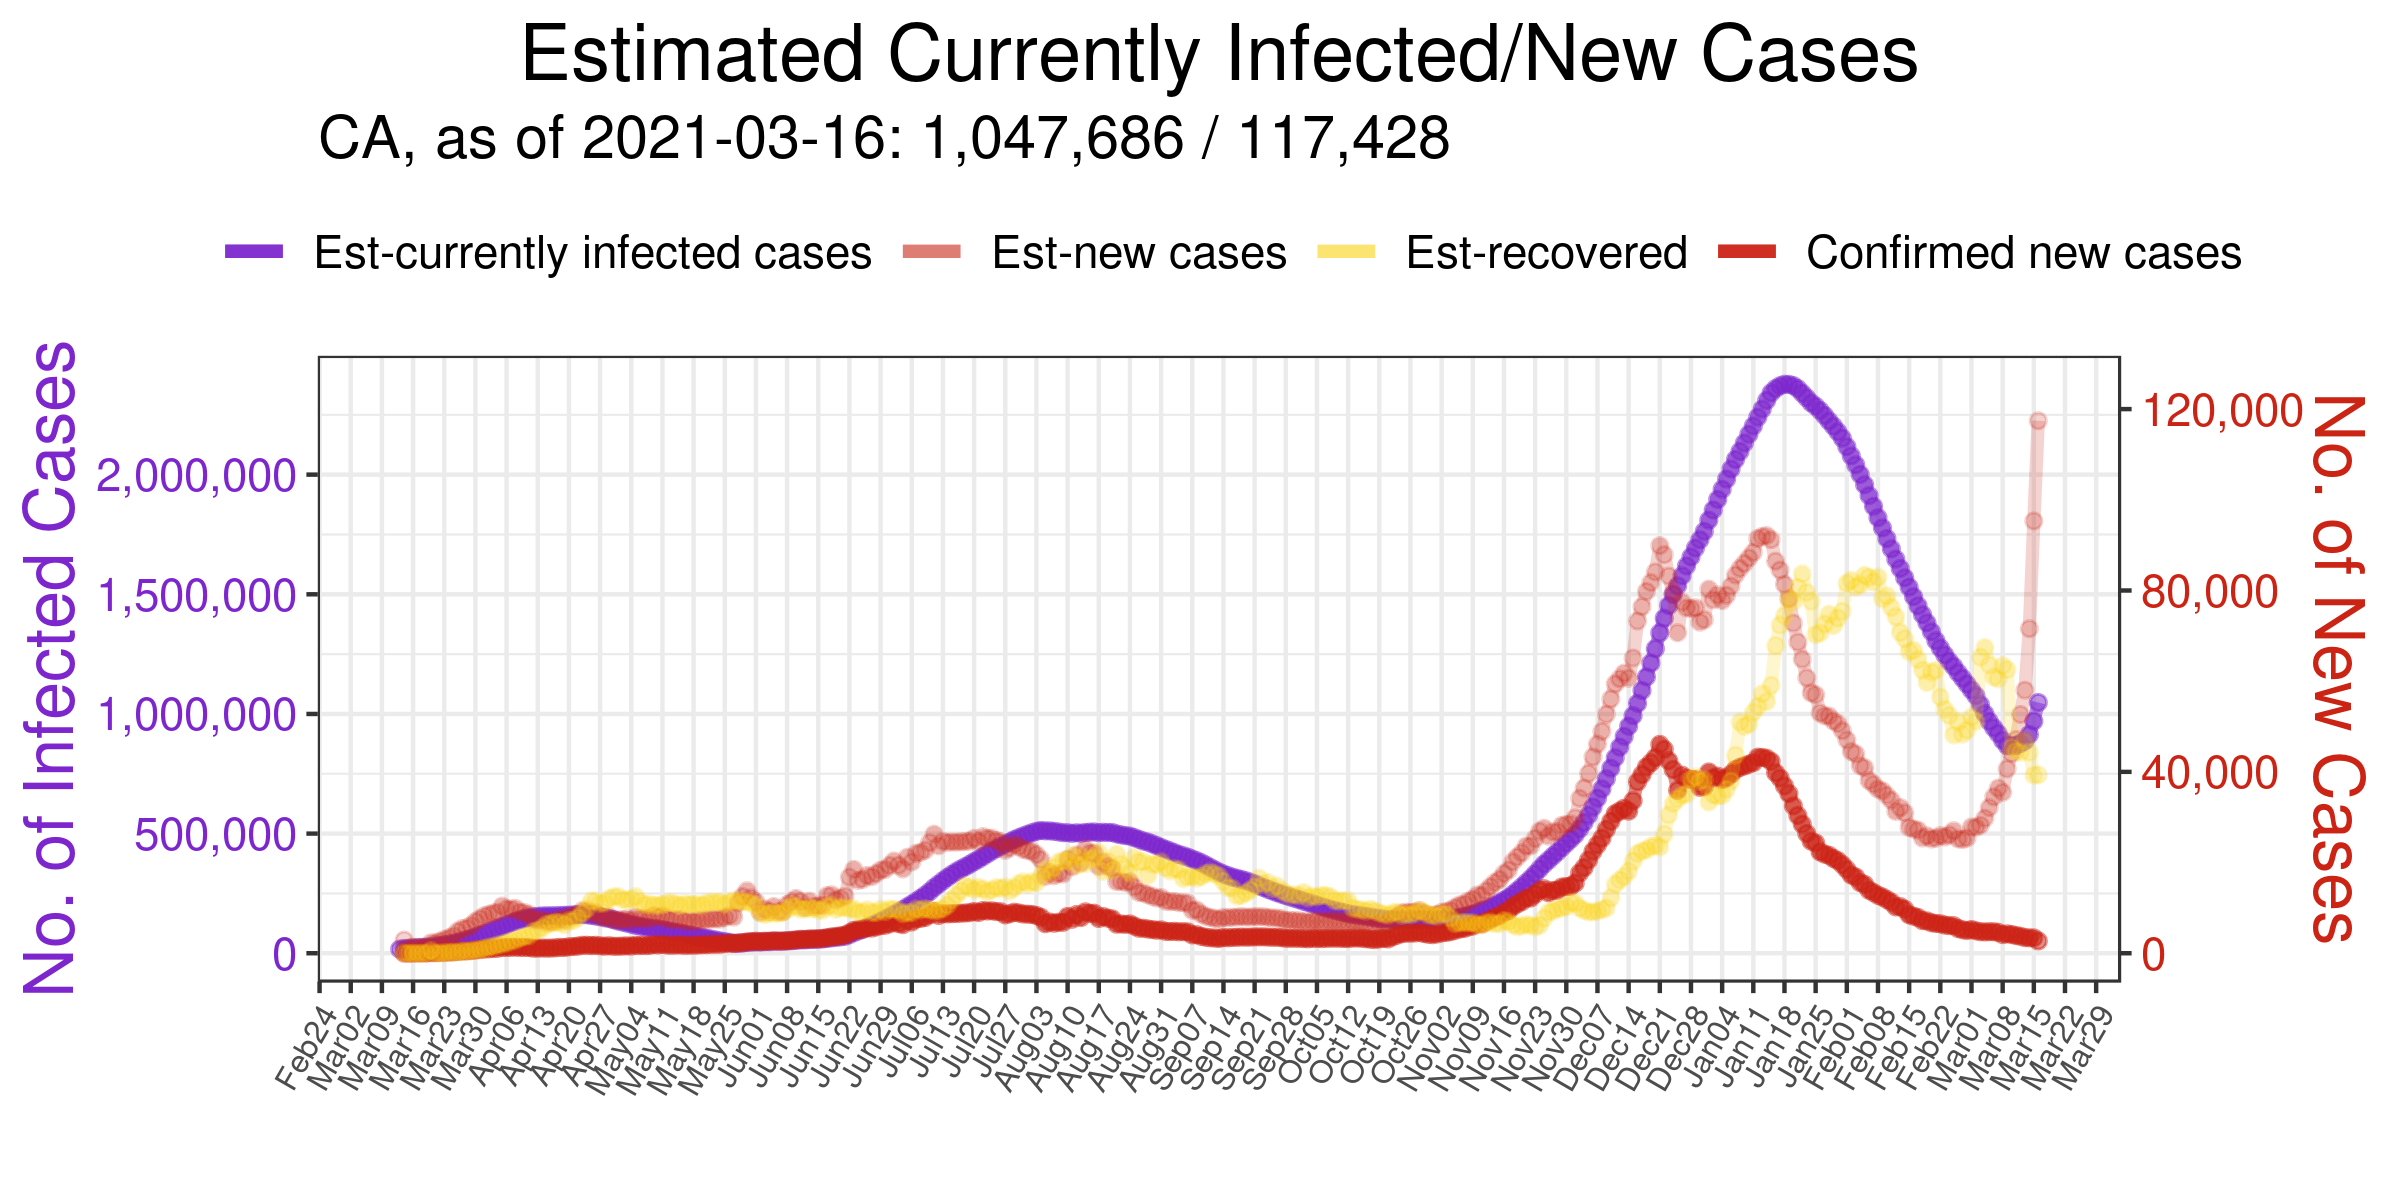 Estimated Currently Infected/New Cases
CA, as of 2021-03-16: 1,047,686 / 117,428
Est-currently infected cases Est-new cases Est-recovered Confirmed new cases
No. of Infected Cases
2,000,000
1,500,000
1,000,000
500,000
0
120,000
80,000
40,000
0
No. of New Cases
Feb24 Mar02 Mar09 Mar16 Mar23 Mar30 Apr06 Apr13 Apr20 Apr27 May04 May11 May18 May25 Jun01 Jun08 Jun15 Jun22 Jun29 Jul06 Jul13 Jul20 Jul27 Aug03 Aug10 Aug17 Aug24 Aug31 Sep07 Sep14 Sep21 Sep28 Oct05 Oct12 Oct19 Oct26 Nov02 Nov09 Nov16 Nov23 Nov30 Dec07 Dec14 Dec21 Dec28 Jan04 Jan11 Jan18 Jan25 Feb01 Feb08 Feb15 Feb22 Mar01 Mar08 Mar15 Mar22 Mar29